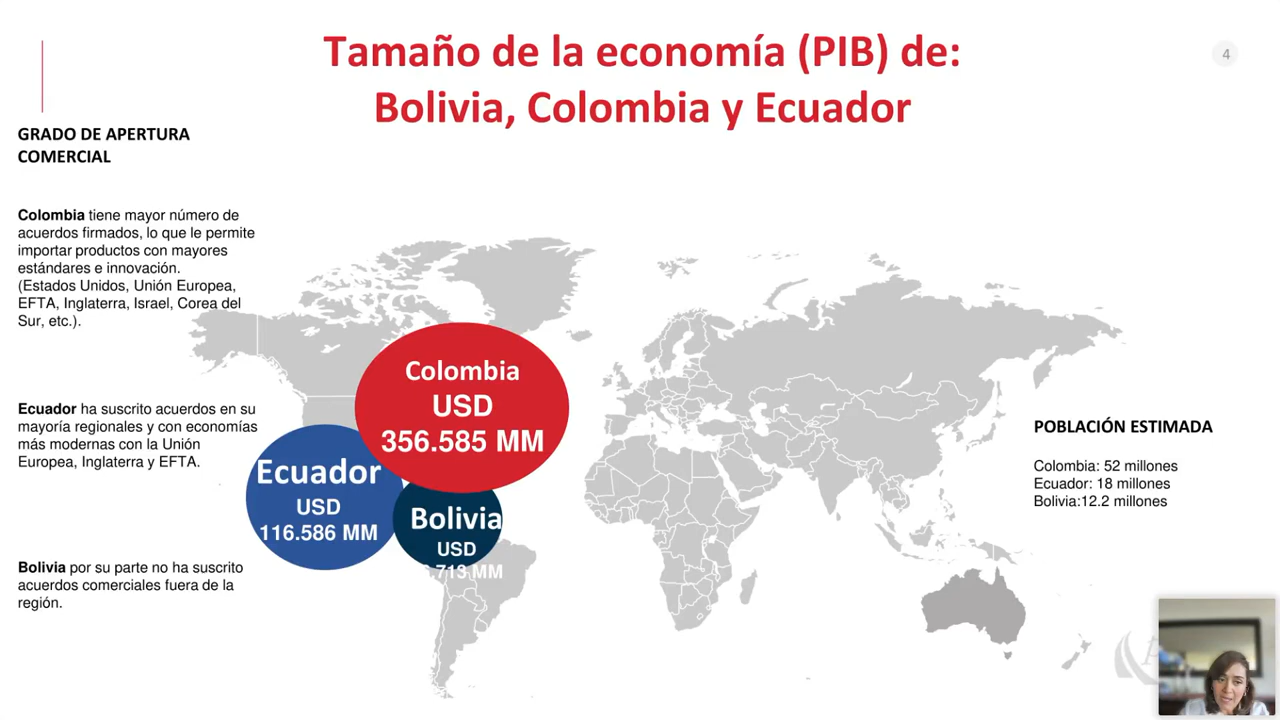 Tamaño de la economía (PIB) de:
Bolivia, Colombia y Ecuador
4
GRADO DE APERTURA
COMERCIAL
Colombia tiene mayor número de
acuerdos firmados, lo que le permite
importar productos con mayores
estándares e innovación.
(Estados Unidos, Unión Europea,
EFTA, Inglaterra, Israel, Corea del
Sur, etc.).
Ecuador ha suscrito acuerdos en su
mayoría regionales y con economías
más modernas con la Unión
Europea, Inglaterra y EFTA.
Bolivia por su parte no ha suscrito
acuerdos comerciales fuera de la
región.
Colombia
USD
356.585 MM
Ecuador
USD
116.586 MM
Bolivia
USD
MM
POBLACIÓN ESTIMADA
Colombia: 52 millones
Ecuador: 18 millones
Bolivia:12.2 millones